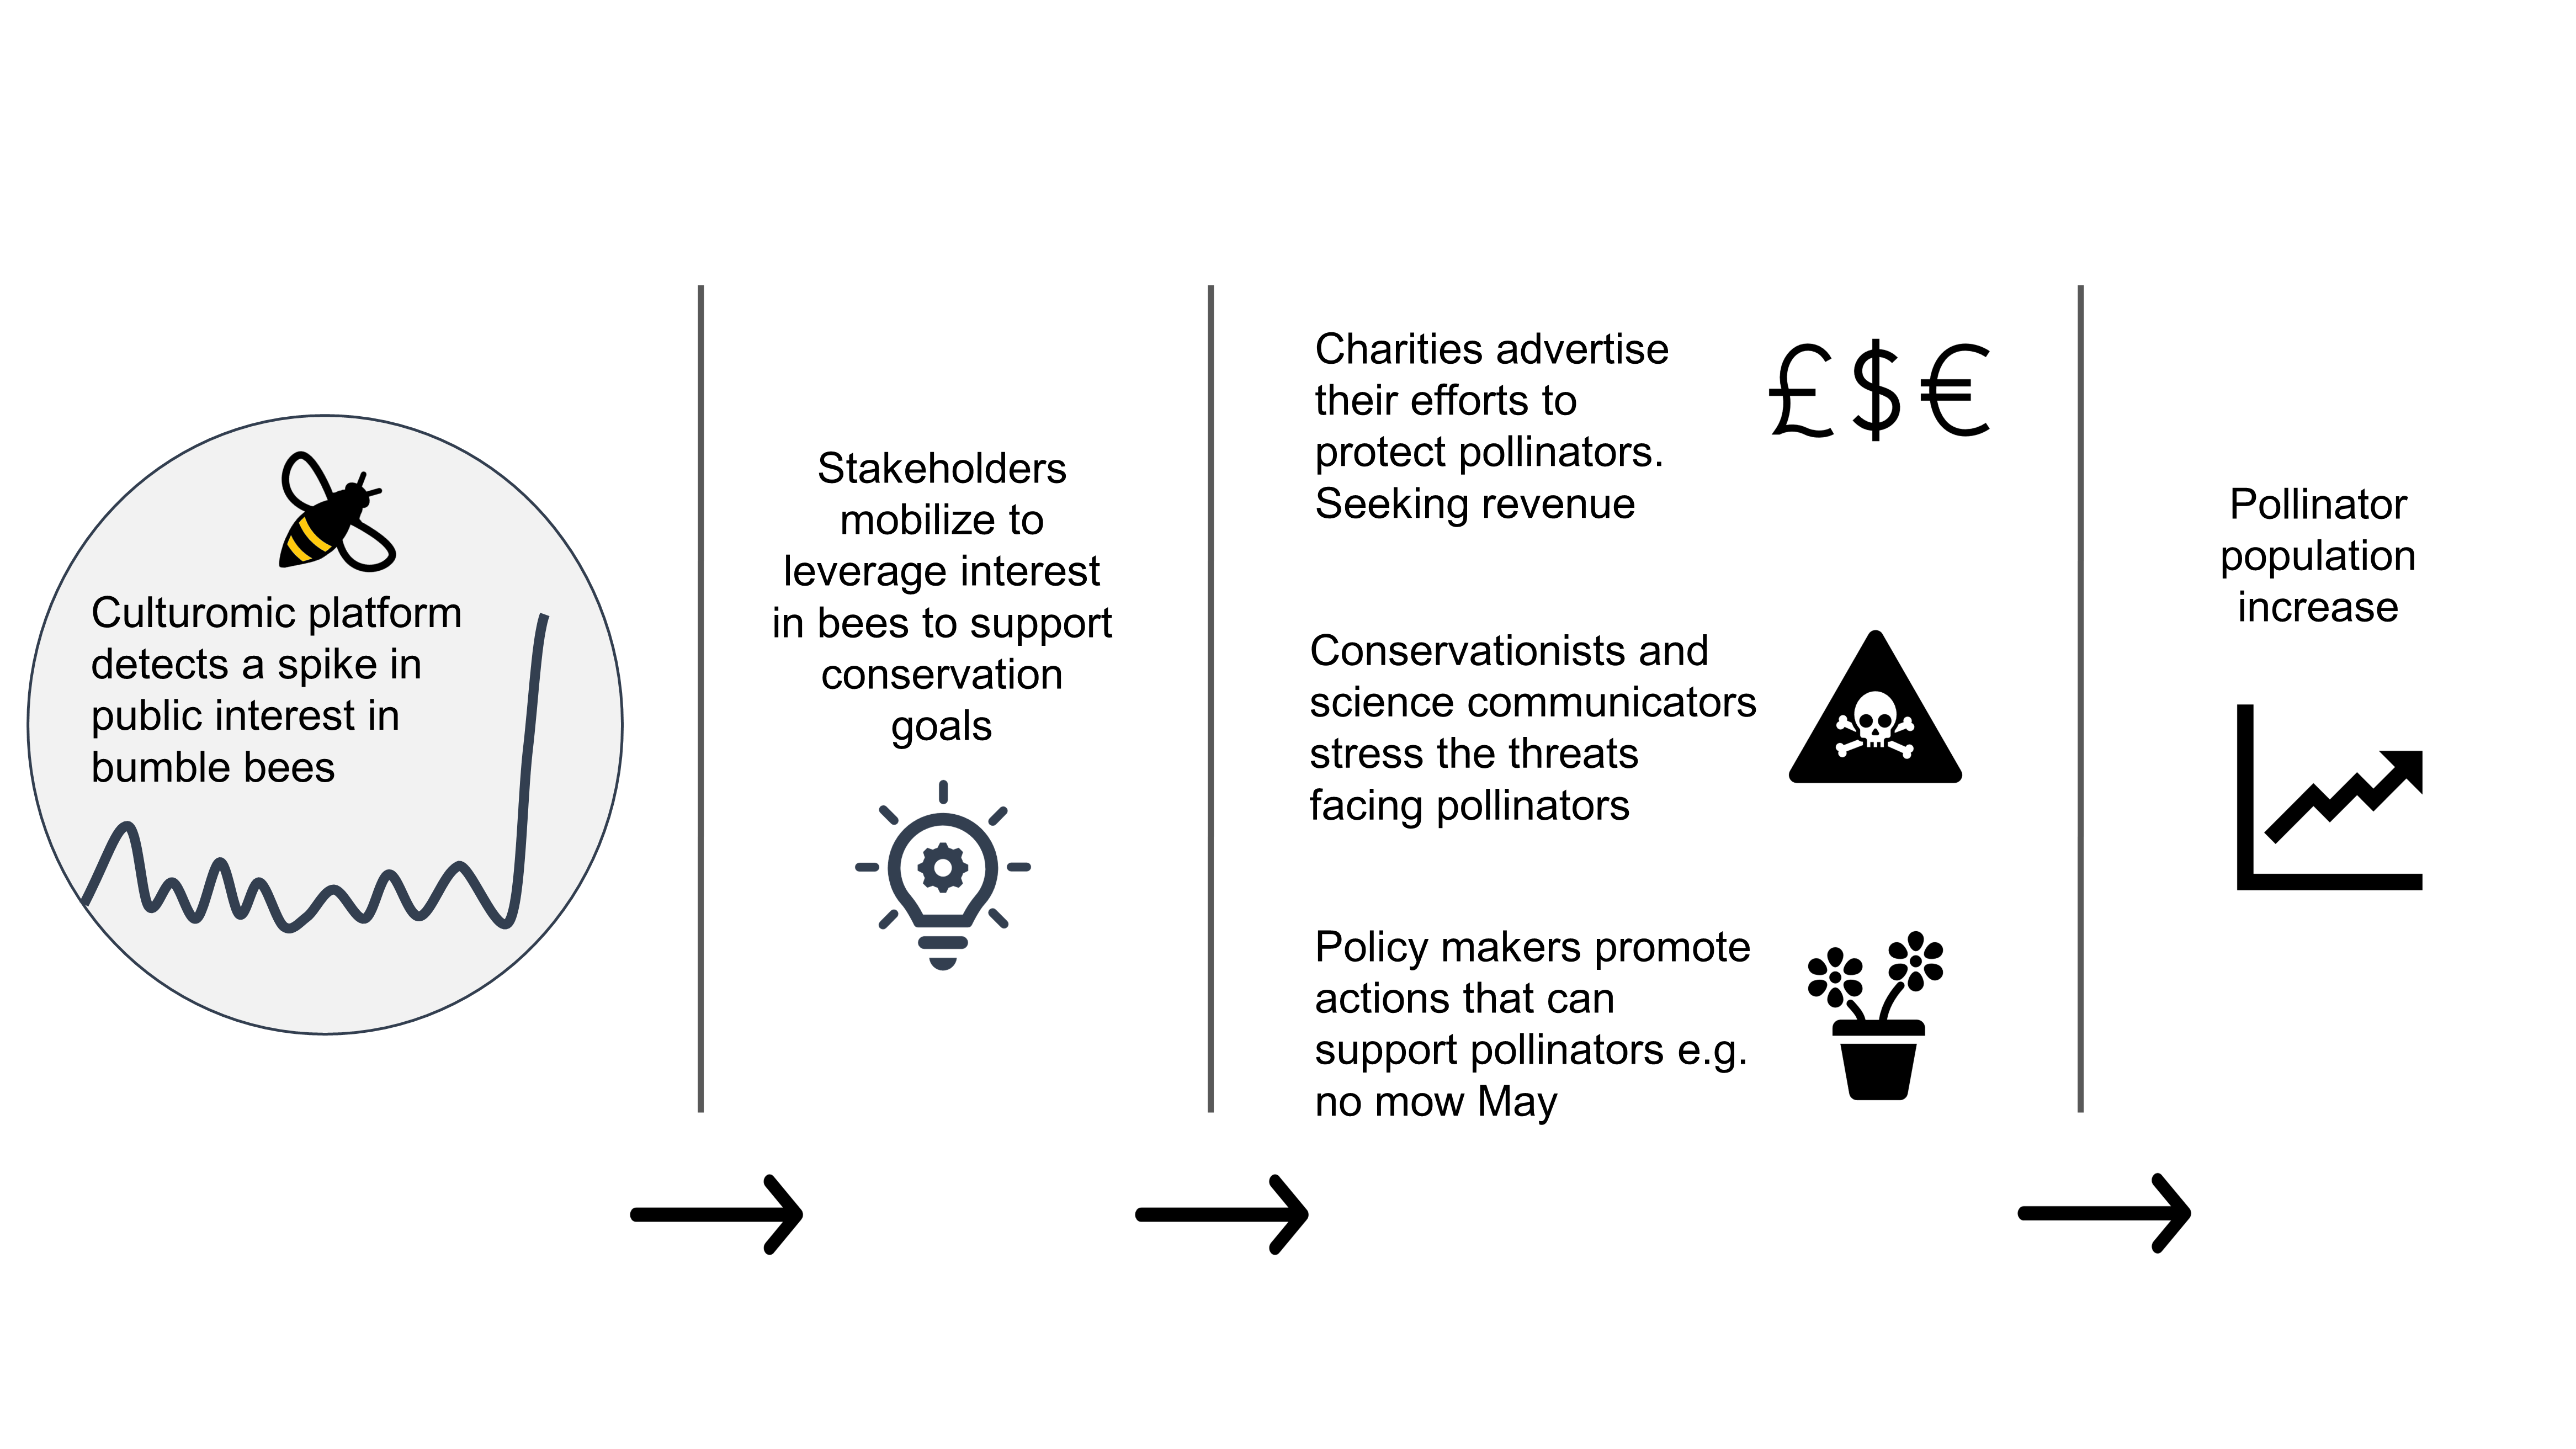 Culturomic platform
detects a spike in
public interest in
bumble bees
Stakeholders
mobilize to
leverage interest
in bees to support
conservation
goals
Charities advertise
their efforts to
protect pollinators.
Seeking revenue
£$€
Conservationists and
science communicators
stress the threats
facing pollinators
Policy makers promote
actions that can
support pollinators e.g.
no mow May
Pollinator
population
increase